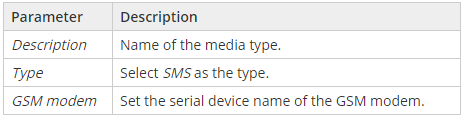 Parameter Description
Description Name of the media type.
Type Select SMS as the type.
GSM modem Set the serial device name of the GSM modem.